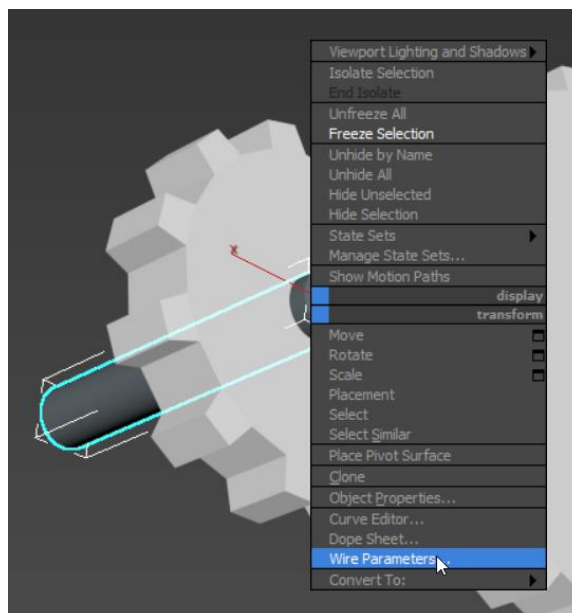 Viewport Lighting and Shadows
Isolate Selection
End Isolate
Unfreeze All
Freeze Selection
Unhide by Name
Unhide All
Hide Unselected
Hide Selection
State Sets
Manage State Sets...
Show Motion Paths
display
transform
Move
Rotate
Scale
Placement
Select
Select Similar
Place Pivot Surface
Clone
Object Properties...
Curve Editor...
Dope Sheet...
Wire Parameters...
Convert To:
x